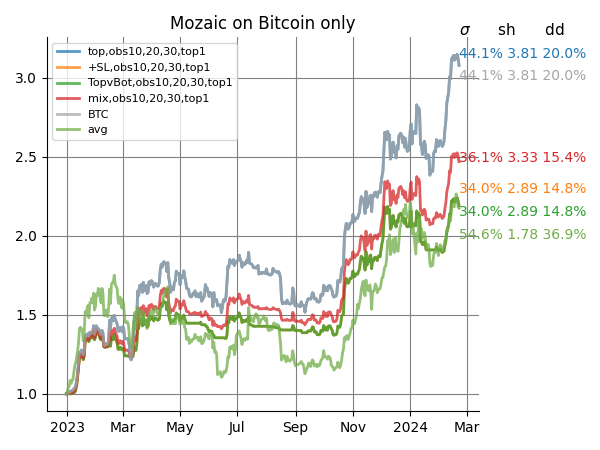 Mozaic on Bitcoin only
σ sh dd
top,obs10,20,30,top1
+SL,obs10,20,30,top1
TopvBot,obs10,20,30,top1
mix,obs10,20,30,top1
BTC
avg
44.1% 3.81 20.0%
44.1% 3.81 20.0%
36.1% 3.33 15.4%
34.0% 2.89 14.8%
34.0% 2.89 14.8%
54.6% 1.78 36.9%
3.0
2.5
2.0
1.5
1.0
2023 Mar May Jul Sep Nov 2024 Mar